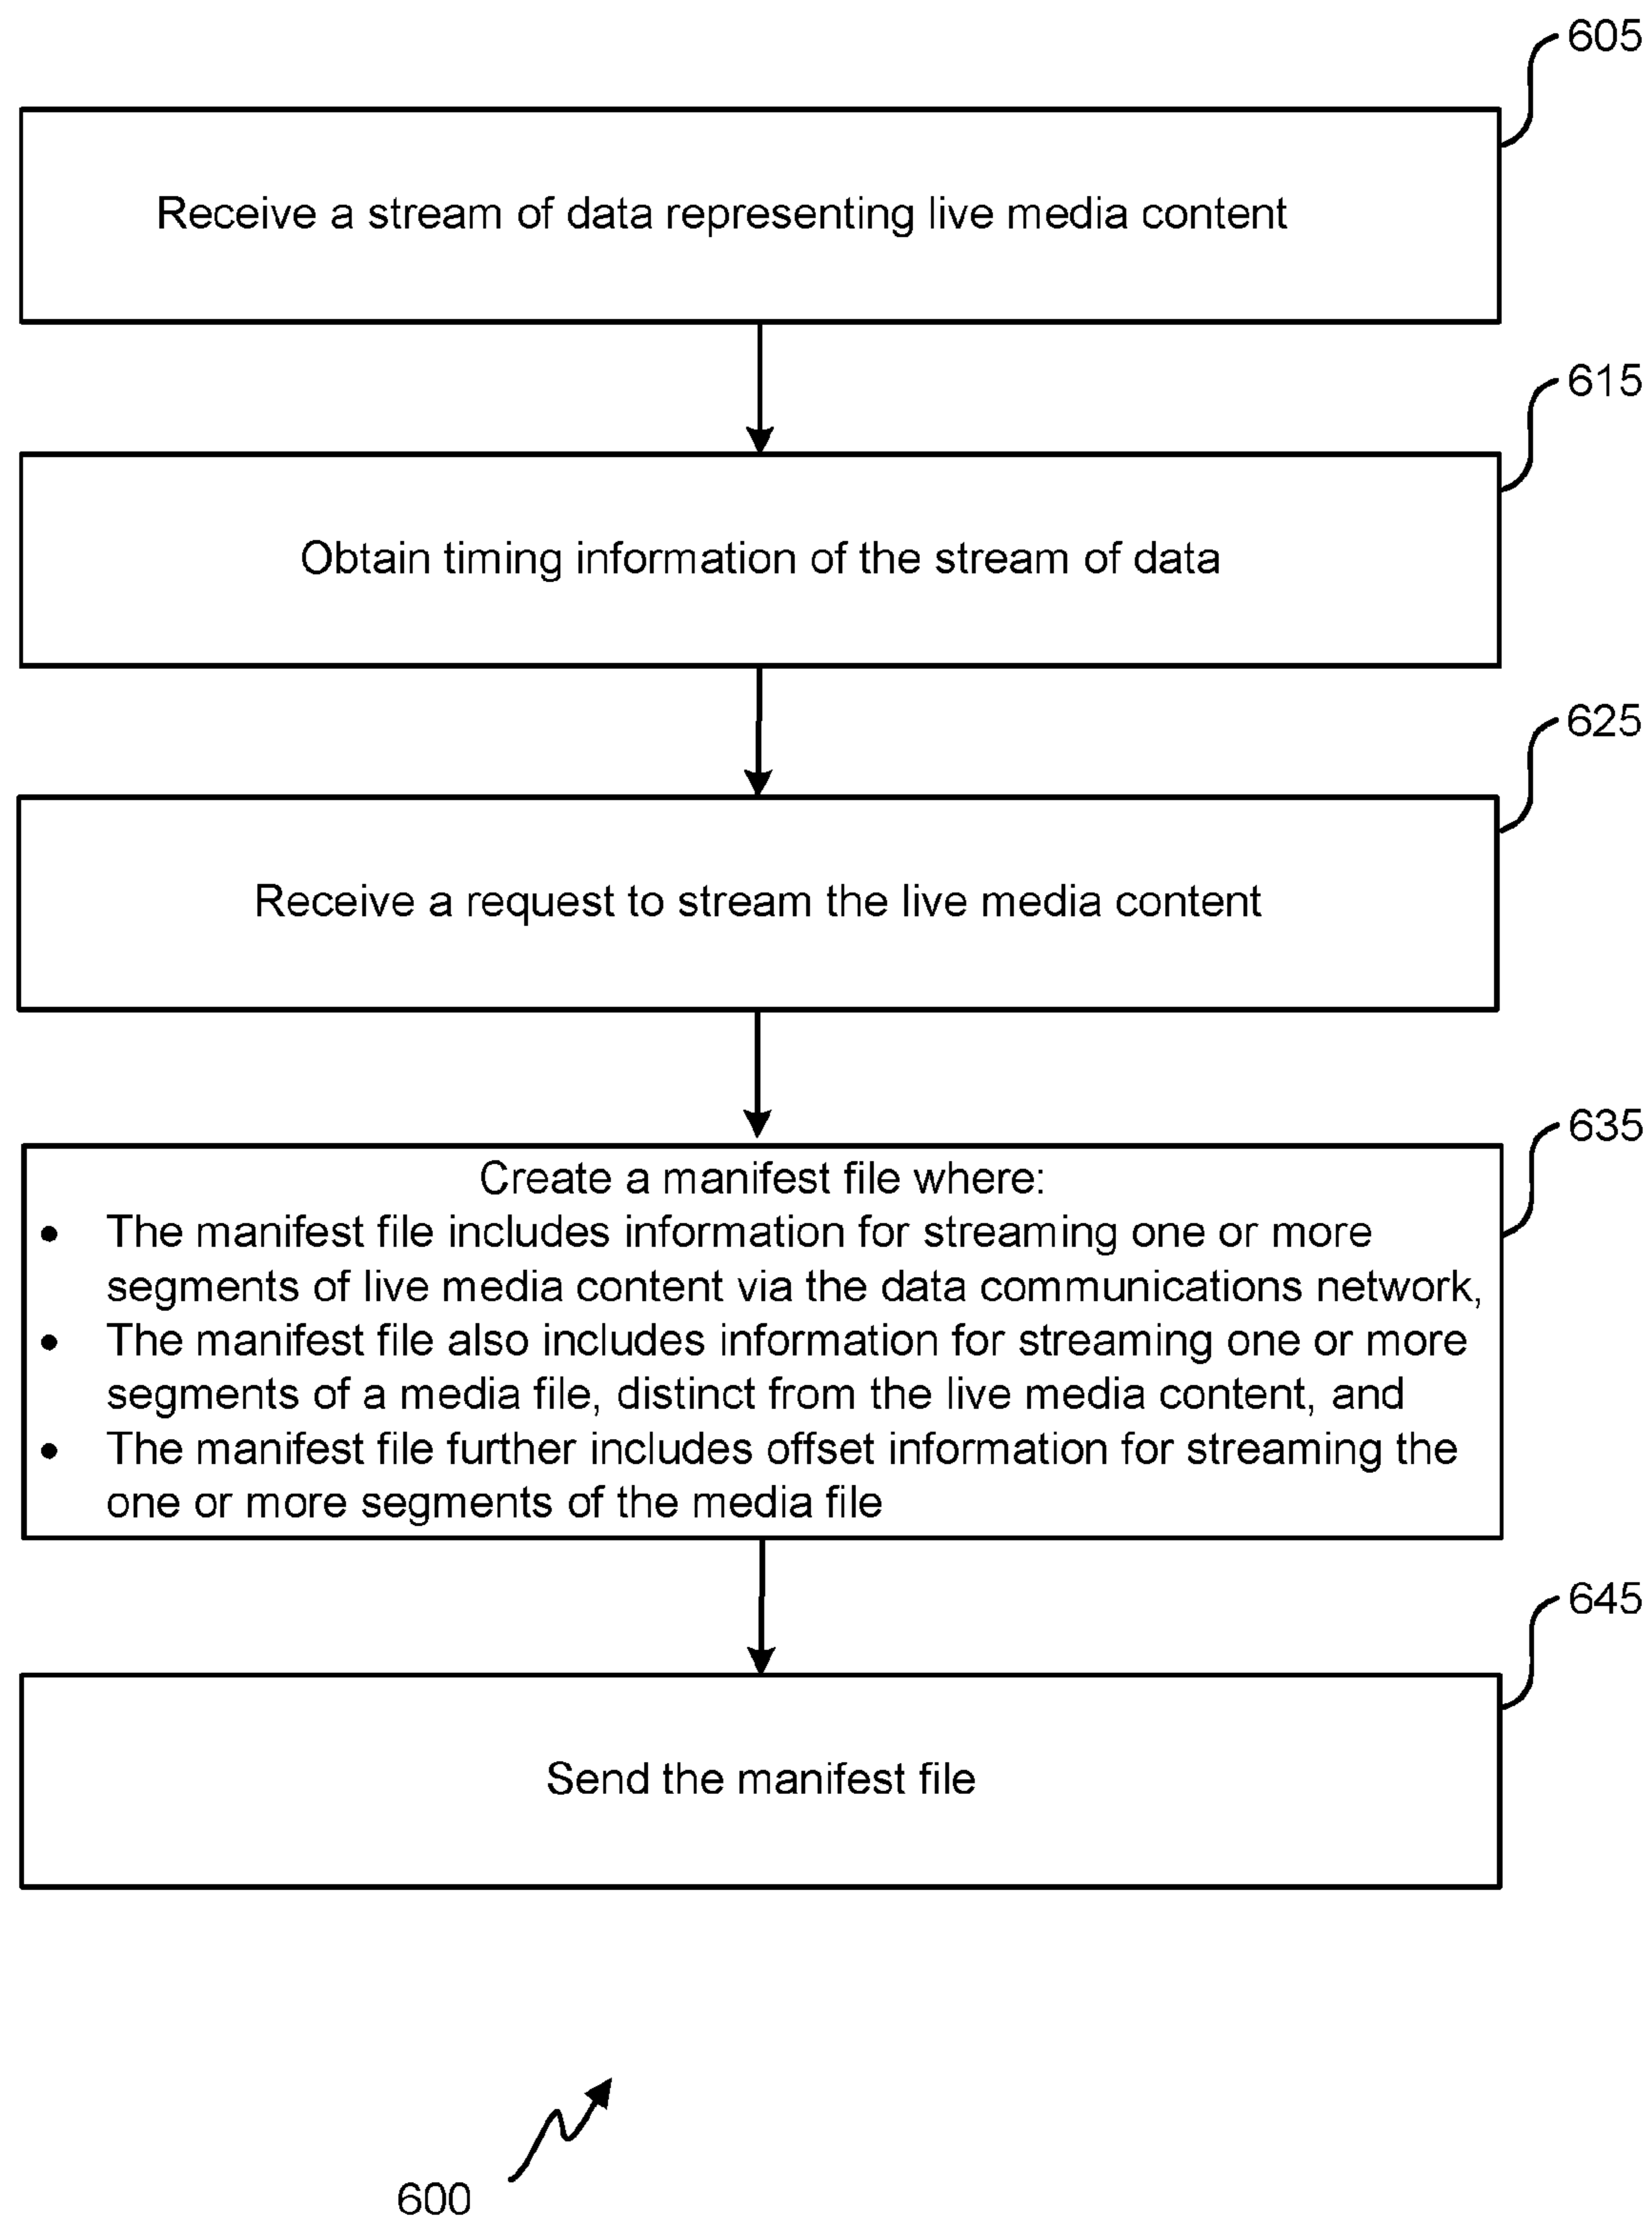 605
Receive a stream of data representing live media content
615
Obtain timing information of the stream of data
625
Receive a request to stream the live media content
635
Create a manifest file where:
• The manifest file includes information for streaming one or more
segments of live media content via the data communications network,
• The manifest file also includes information for streaming one or more
segments of a media file, distinct from the live media content, and
• The manifest file further includes offset information for streaming the
one or more segments of the media file
645
Send the manifest file
600